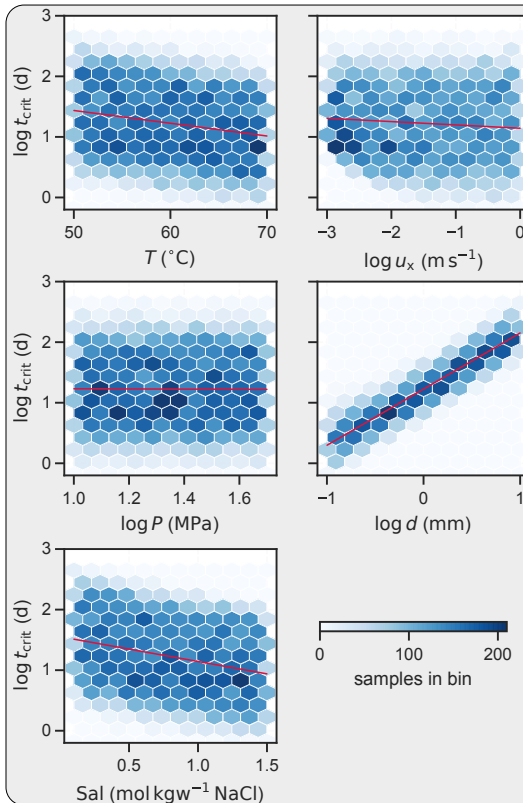 3
2
1
0
log t_crit (d)
50 60 70
T (°C)
−3 −2 −1 0
log u_x (m s⁻¹)
3
2
1
0
log t_crit (d)
1.0 1.2 1.4 1.6
log P (MPa)
−1 0 1
log d (mm)
3
2
1
0
log t_crit (d)
0.5 1.0 1.5
Sal (mol kgw⁻¹ NaCl)
0 100 200
samples in bin